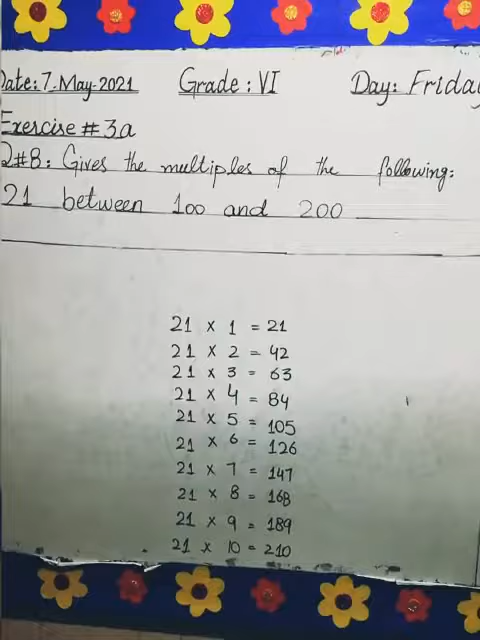 Date: 7. May-2021 Grade: VI Day: Friday
Exercise # 3a
Q#8: Gives the multiples of the following:
21 between 100 and 200
21 x 1 = 21
21 x 2 = 42
21 x 3 = 63
21 x 4 = 84
21 x 5 = 105
21 x 6 = 126
21 x 7 = 147
21 x 8 = 168
21 x 9 = 189
21 x 10 = 210